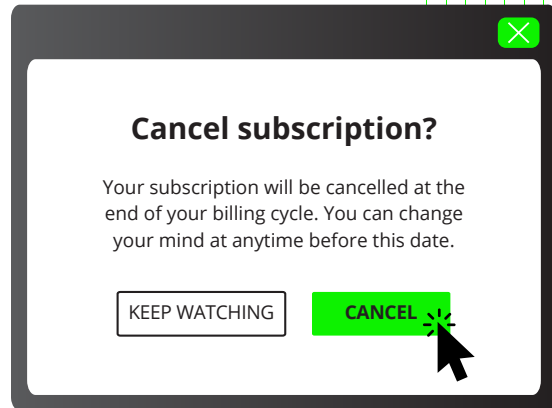 Cancel subscription?
Your subscription will be cancelled at the
end of your billing cycle. You can change
your mind at anytime before this date.
KEEP WATCHING
CANCEL